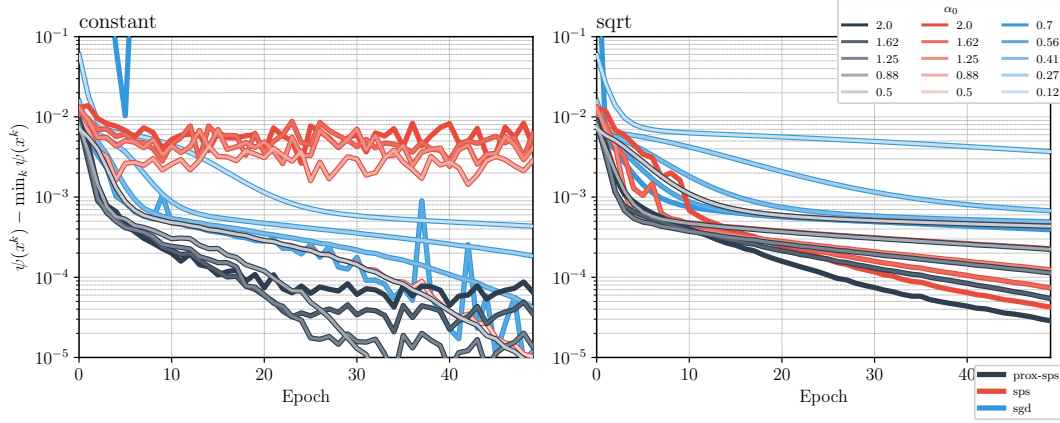 constant
sqrt
α₀
2.0 2.0 0.7
1.62 1.62 0.56
1.25 1.25 0.41
0.88 0.88 0.27
0.5 0.5 0.12
ψ(xᵏ) − minₖ ψ(xᵏ)
10⁻¹
10⁻²
10⁻³
10⁻⁴
10⁻⁵
0 10 20 30 40
Epoch
10⁻¹
10⁻²
10⁻³
10⁻⁴
10⁻⁵
0 10 20 30 40
Epoch
prox-sps
sps
sgd